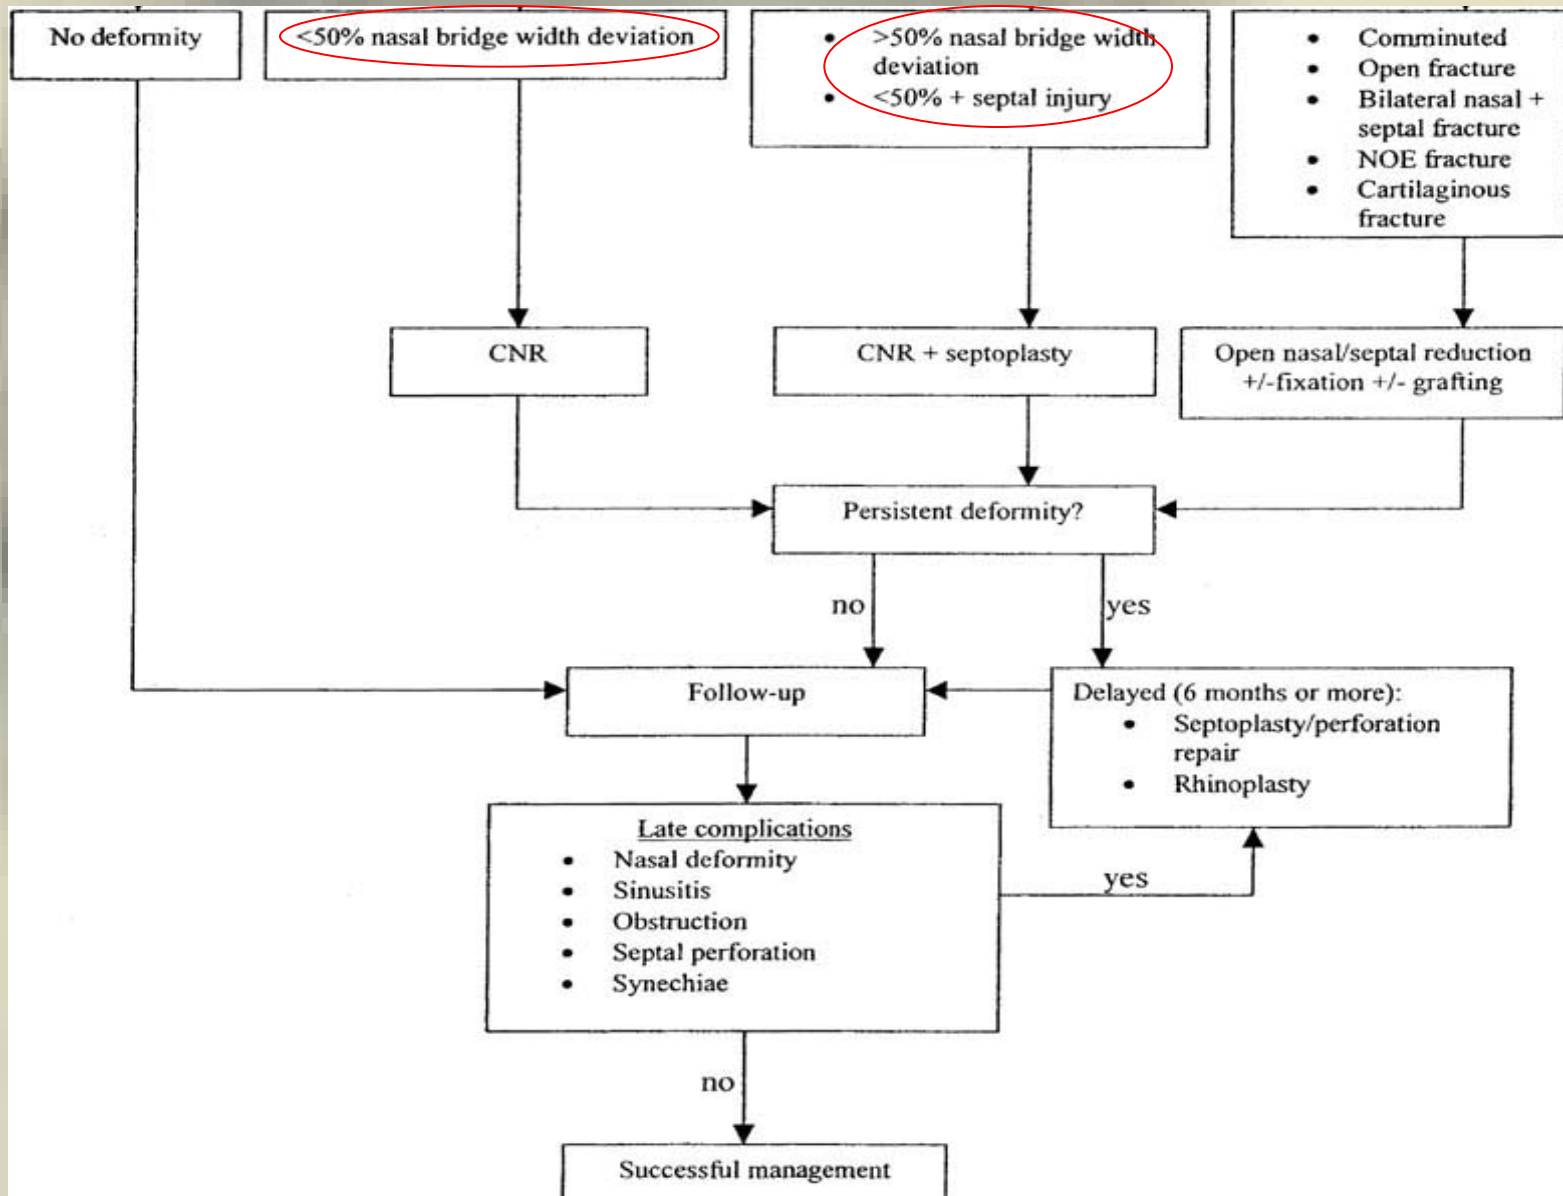 No deformity
<50% nasal bridge width deviation
• >50% nasal bridge width
deviation
• <50% + septal injury
• Comminuted
• Open fracture
• Bilateral nasal +
septal fracture
• NOE fracture
• Cartilaginous
fracture
CNR
CNR + septoplasty
Open nasal/septal reduction
+/-fixation +/- grafting
Persistent deformity?
no
yes
Follow-up
Delayed (6 months or more):
• Septoplasty/perforation
repair
• Rhinoplasty
Late complications
• Nasal deformity
• Sinusitis
• Obstruction
• Septal perforation
• Synechiae
yes
no
Successful management